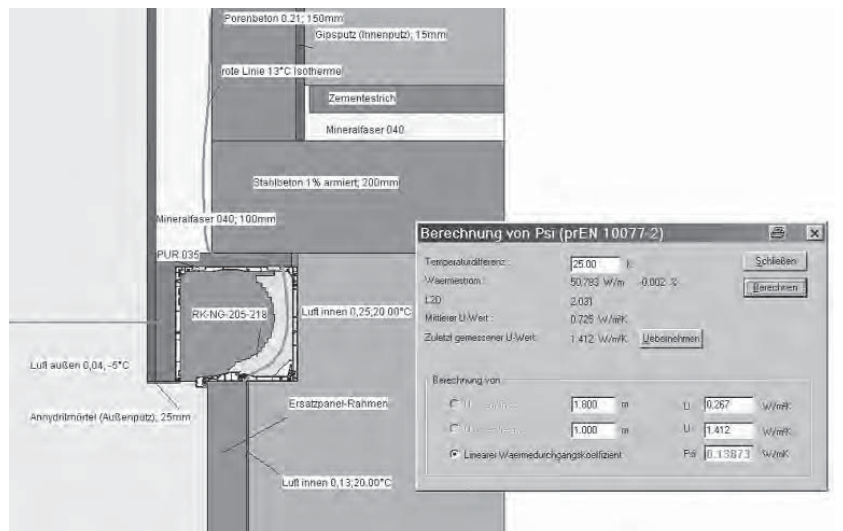 Porenbeton 0.21; 150mm
Gipsputz (Innenputz); 15mm
rote Linie 13°C Isotherme
Zementestrich
Mineralfaser 040
Stahlbeton 1% armiert; 200mm
Mineralfaser 040; 100mm
PUR 035
RK-NG-205-218
Luft innen 0,25;20.00°C
Luft außen 0,04, -5°C
Annydritmörtel (Außenputz), 25mm
Ersatzpanel-Rahmen
Luft innen 0,13;20.00°C
Berechnung von Psi (prEN 10077-2)
Temperaturdifferenz: 25.00 K Schließen
Waermestrom: 50.783 W/m -0.002 % Berechnen
L2D 2.031
Mittlerer U-Wert: 0.725 W/m²K
Zuletzt gemessener U-Wert: 1.412 W/m²K Uebernehmen
Berechnung von
1.800 m U 0.267 W/m²K
1.000 m U 1.412 W/m²K
Linearer Waermedurchgangskoeffizient Psi 0.13873 W/mK